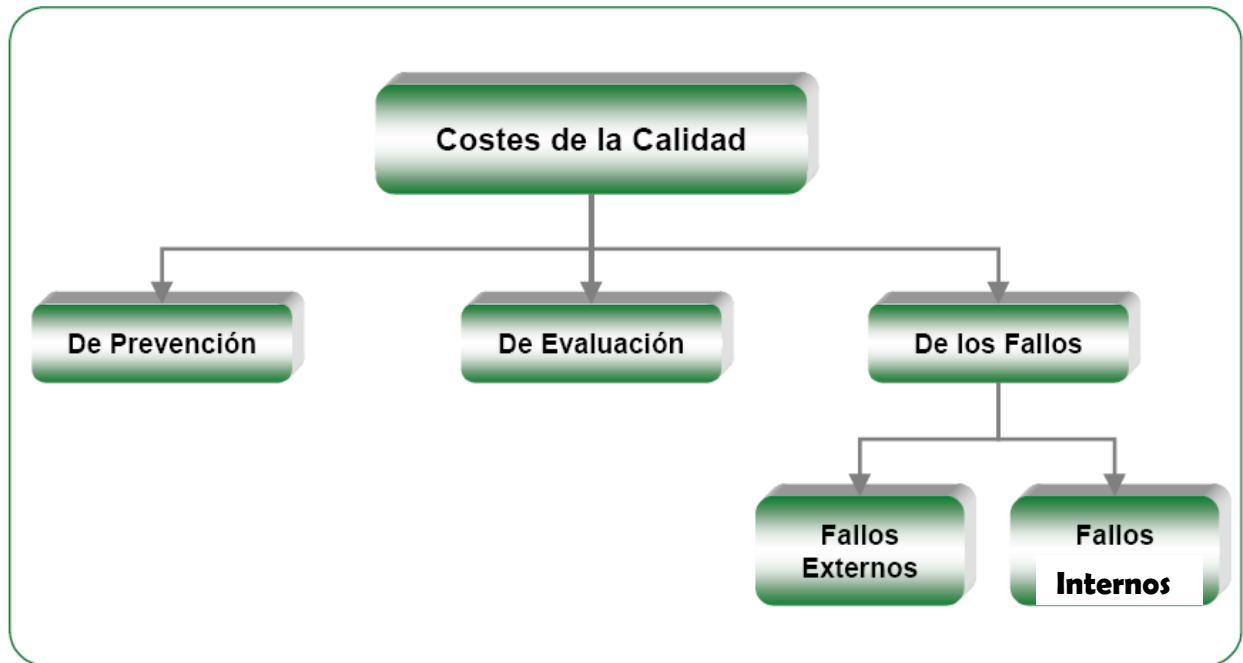 Costes de la Calidad
De Prevención
De Evaluación
De los Fallos
Fallos
Externos
Fallos
Internos